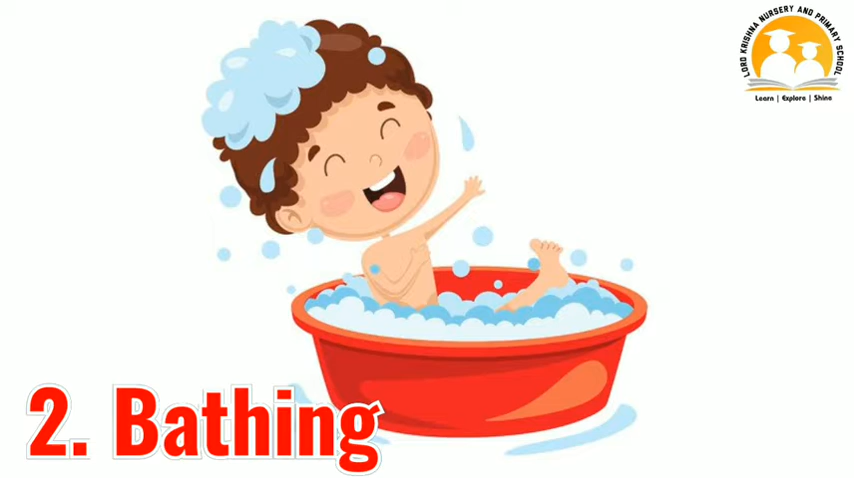 LORD KRISHNA NURSERY AND PRIMARY SCHOOL
Learn | Explore | Shine
2. Bathing